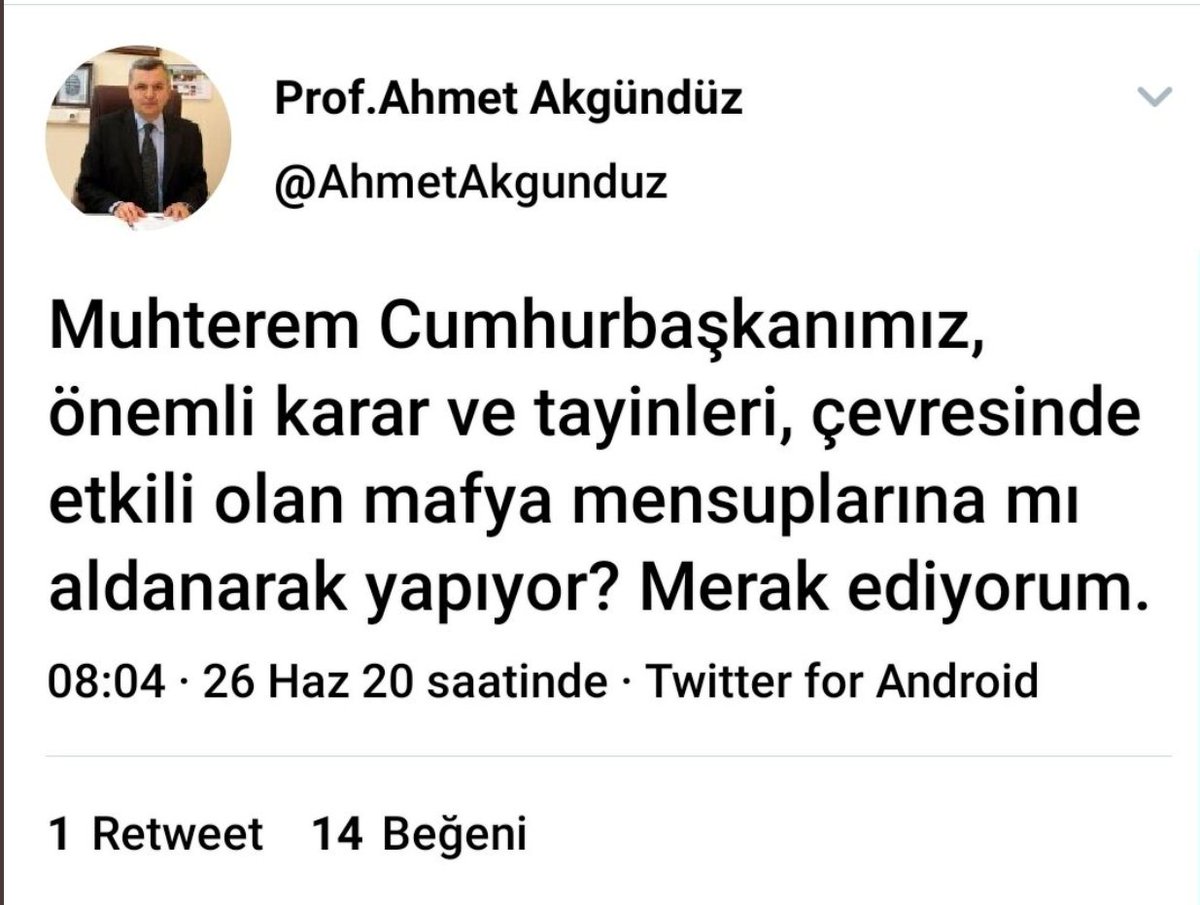 Prof.Ahmet Akgündüz
@AhmetAkgunduz
Muhterem Cumhurbaşkanımız,
önemli karar ve tayinleri, çevresinde
etkili olan mafya mensuplarına mı
aldanarak yapıyor? Merak ediyorum.
08:04 · 26 Haz 20 saatinde · Twitter for Android
1 Retweet 14 Beğeni